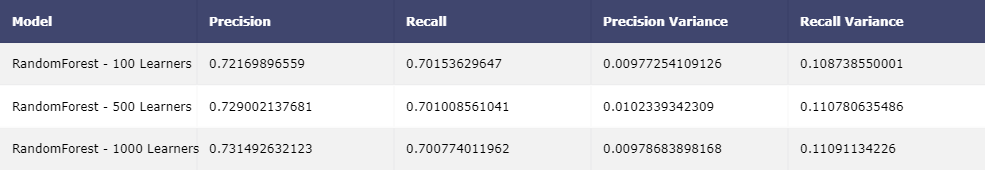 Model Precision Recall Precision Variance Recall Variance
RandomForest - 100 Learners 0.72169896559 0.70153629647 0.00977254109126 0.108738550001
RandomForest - 500 Learners 0.729002137681 0.701008561041 0.0102339342309 0.110780635486
RandomForest - 1000 Learners 0.731492632123 0.700774011962 0.00978683898168 0.11091134226